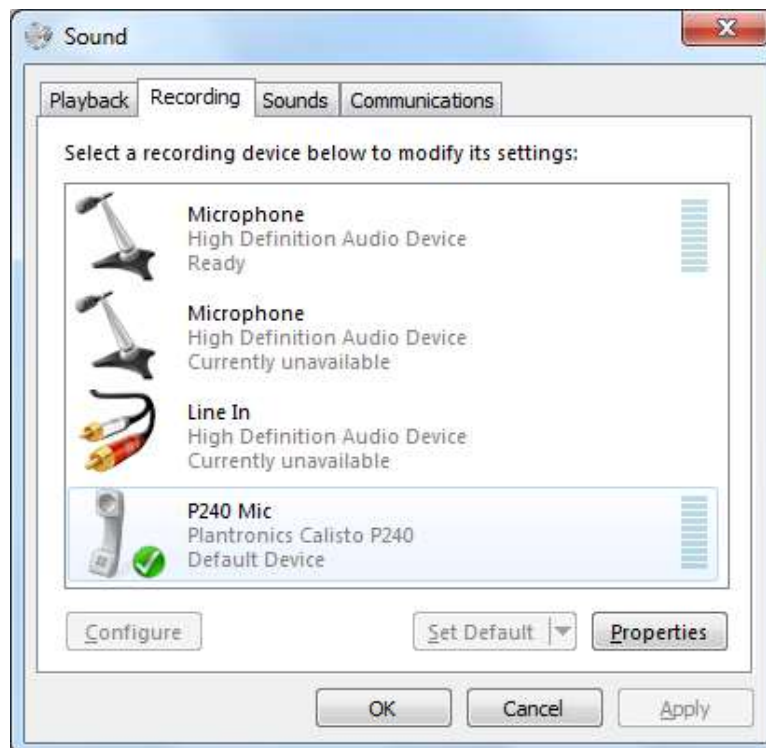 Sound
Playback Recording Sounds Communications
Select a recording device below to modify its settings:
Microphone
High Definition Audio Device
Ready
Microphone
High Definition Audio Device
Currently unavailable
Line In
High Definition Audio Device
Currently unavailable
P240 Mic
Plantronics Calisto P240
Default Device
Configure Set Default Properties
OK Cancel Apply